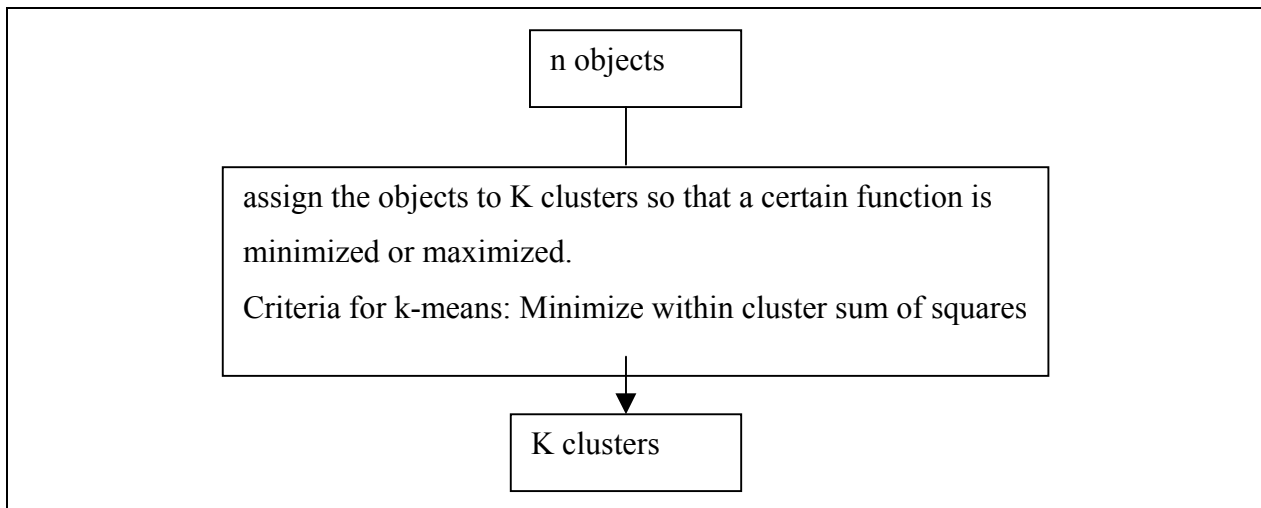 n objects
assign the objects to K clusters so that a certain function is
minimized or maximized.
Criteria for k-means: Minimize within cluster sum of squares
K clusters